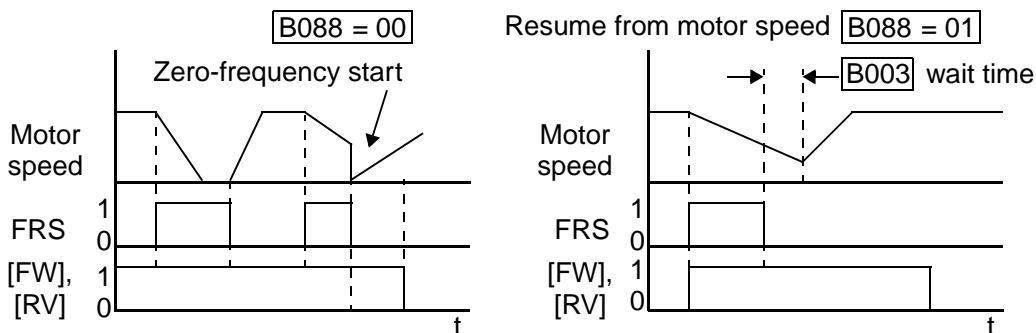 B088 = 00
Zero-frequency start
Motor
speed
FRS
1
0
[FW],
[RV]
1
0
t
Resume from motor speed B088 = 01
B003 wait time
Motor
speed
FRS
1
0
[FW],
[RV]
1
0
t